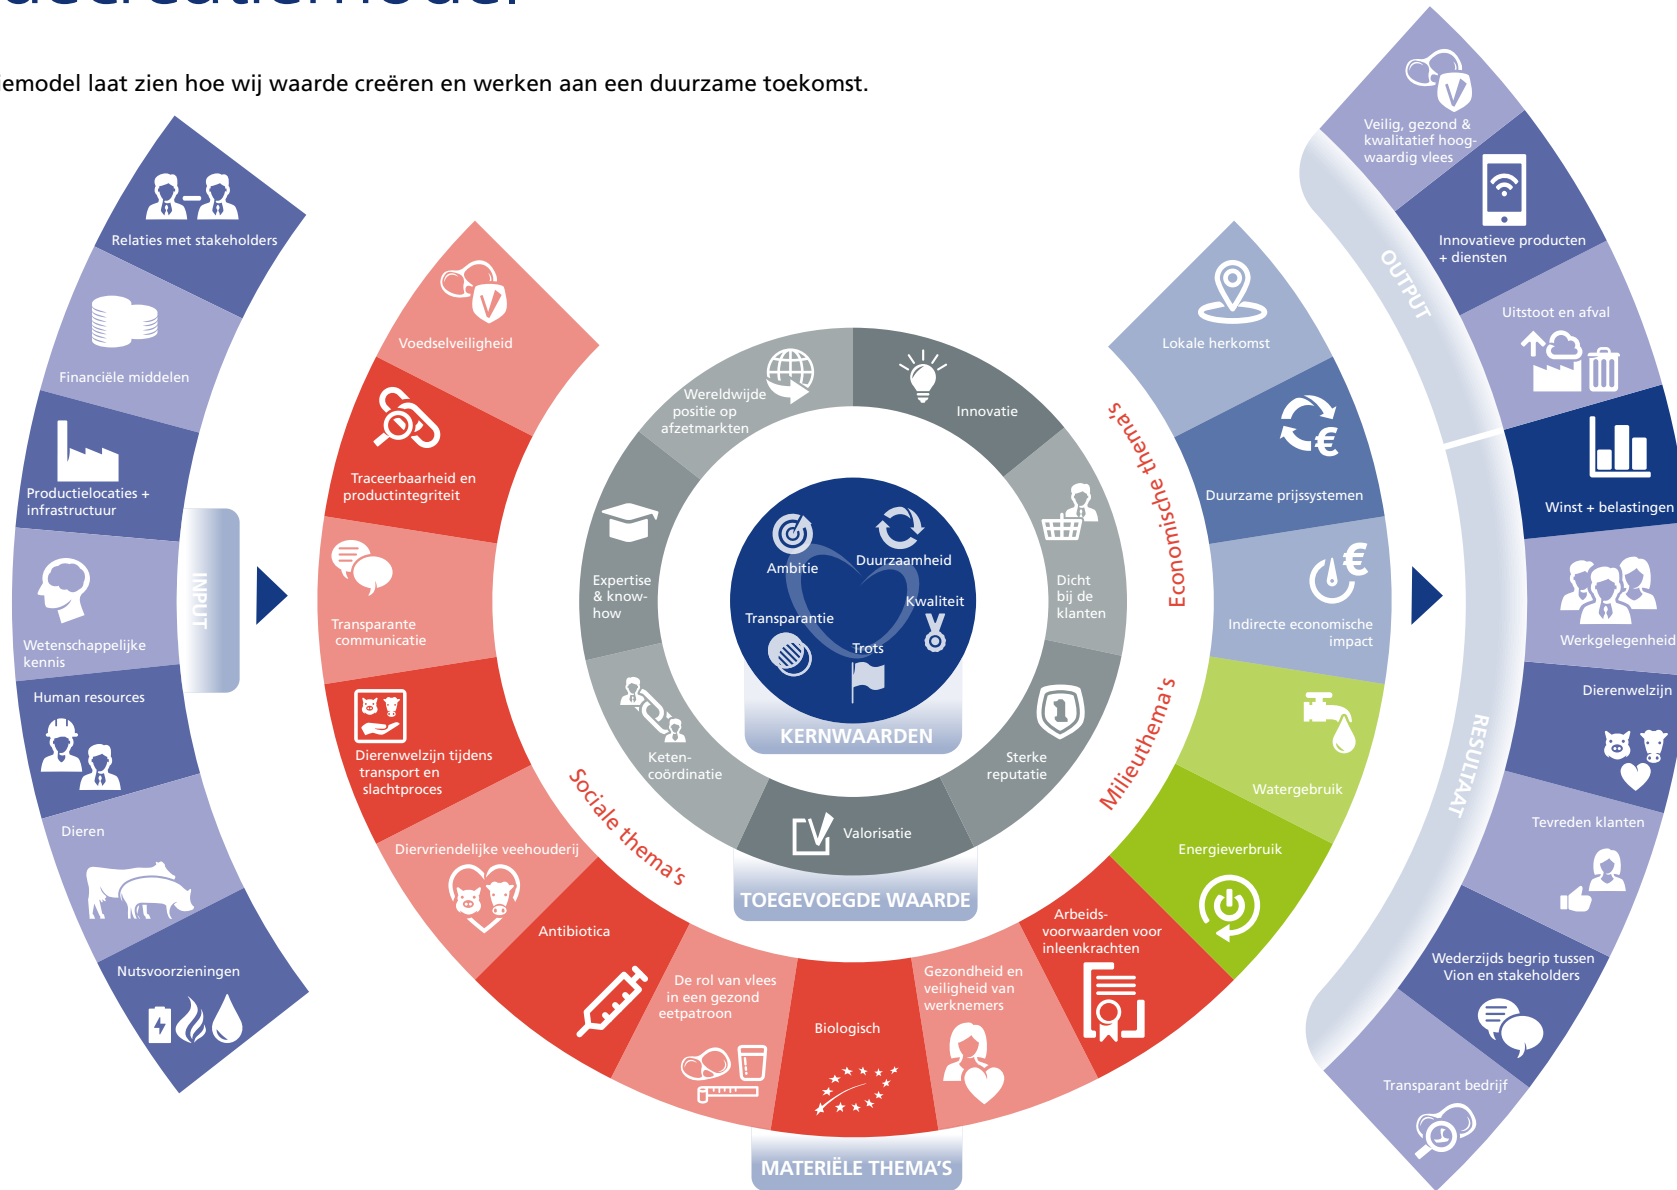 iemodel laat zien hoe wij waarde creëren en werken aan een duurzame toekomst.
Relaties met stakeholders
Financiële middelen
Productielocaties +
infrastructuur
Wetenschappelijke
kennis
Human resources
Dieren
Nutsvoorzieningen
INPUT
Voedselveiligheid
Traceerbaarheid en
productintegriteit
Transparante
communicatie
Dierenwelzijn tijdens
transport en
slachtproces
Diervriendelijke veehouderij
Antibiotica
De rol van vlees
in een gezond
eetpatroon
Biologisch
Gezondheid en
veiligheid van
werknemers
Arbeids-
voorwaarden voor
inleenkrachten
Energieverbruik
Watergebruik
Indirecte economische
impact
Duurzame prijssystemen
Lokale herkomst
Sociale thema's
Economische thema's
Milieuthema's
Wereldwijde
positie op
afzetmarkten
Innovatie
Dicht
bij de
klanten
Sterke
reputatie
Valorisatie
Keten-
coördinatie
Expertise
& know-
how
1
Ambitie
Duurzaamheid
Kwaliteit
Transparantie
Trots
KERNWAARDEN
TOEGEVOEGDE WAARDE
MATERIËLE THEMA'S
OUTPUT
Veilig, gezond &
kwalitatief hoog-
waardig vlees
Innovatieve producten
+ diensten
Uitstoot en afval
RESULTAAT
Winst + belastingen
Werkgelegenheid
Dierenwelzijn
Tevreden klanten
Wederzijds begrip tussen
Vion en stakeholders
Transparant bedrijf